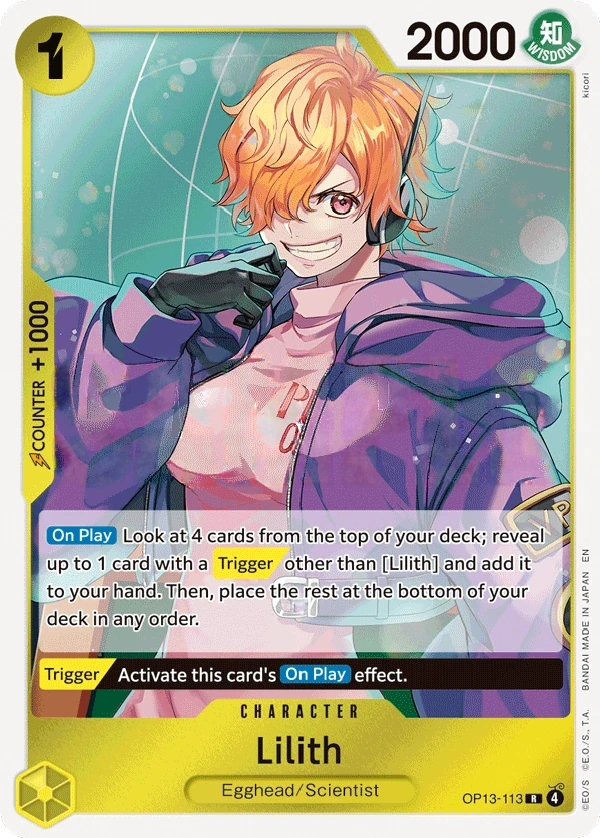 1
2000
知
WISDOM
kicori
COUNTER +1000
P
O
VP
On Play Look at 4 cards from the top of your deck; reveal
up to 1 card with a Trigger other than [Lilith] and add it
to your hand. Then, place the rest at the bottom of your
deck in any order.
Trigger Activate this card's On Play effect.
CHARACTER
Lilith
Egghead/Scientist
OP13-113 R 4
©EO/S ©E.O./S., T.A. BANDAI MADE IN JAPAN EN